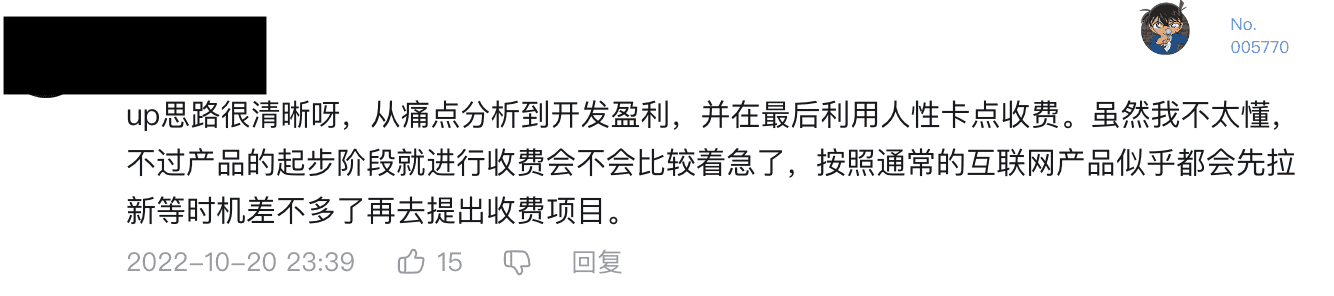 No.
005770
up思路很清晰呀，从痛点分析到开发盈利，并在最后利用人性卡点收费。虽然我不太懂，
不过产品的起步阶段就进行收费会不会比较着急了，按照通常的互联网产品似乎都会先拉
新等时机差不多了再去提出收费项目。
2022-10-20 23:39 15 回复